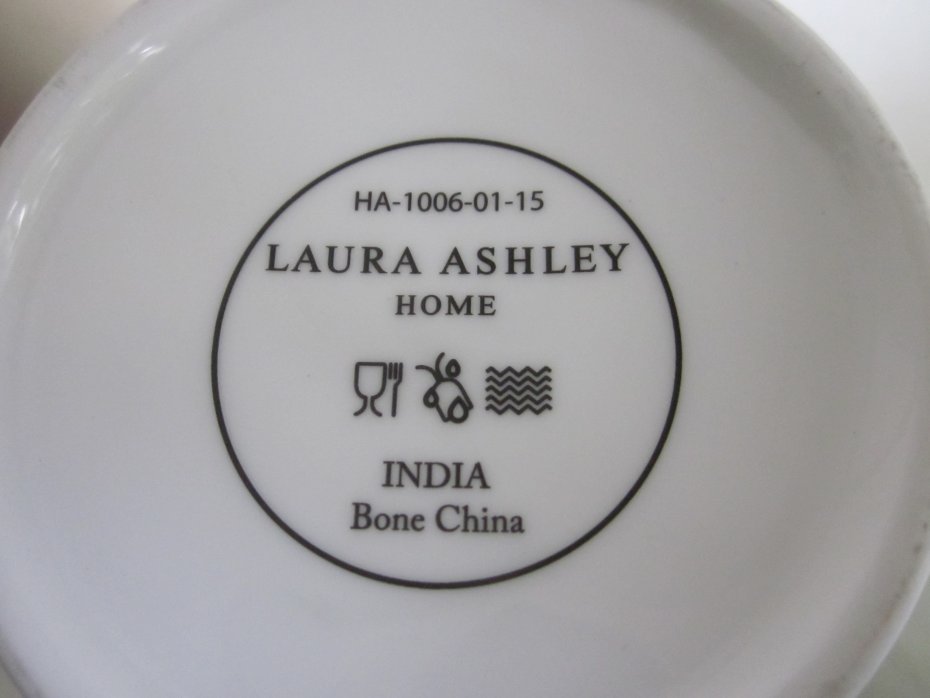 HA-1006-01-15
LAURA ASHLEY
HOME
INDIA
Bone China